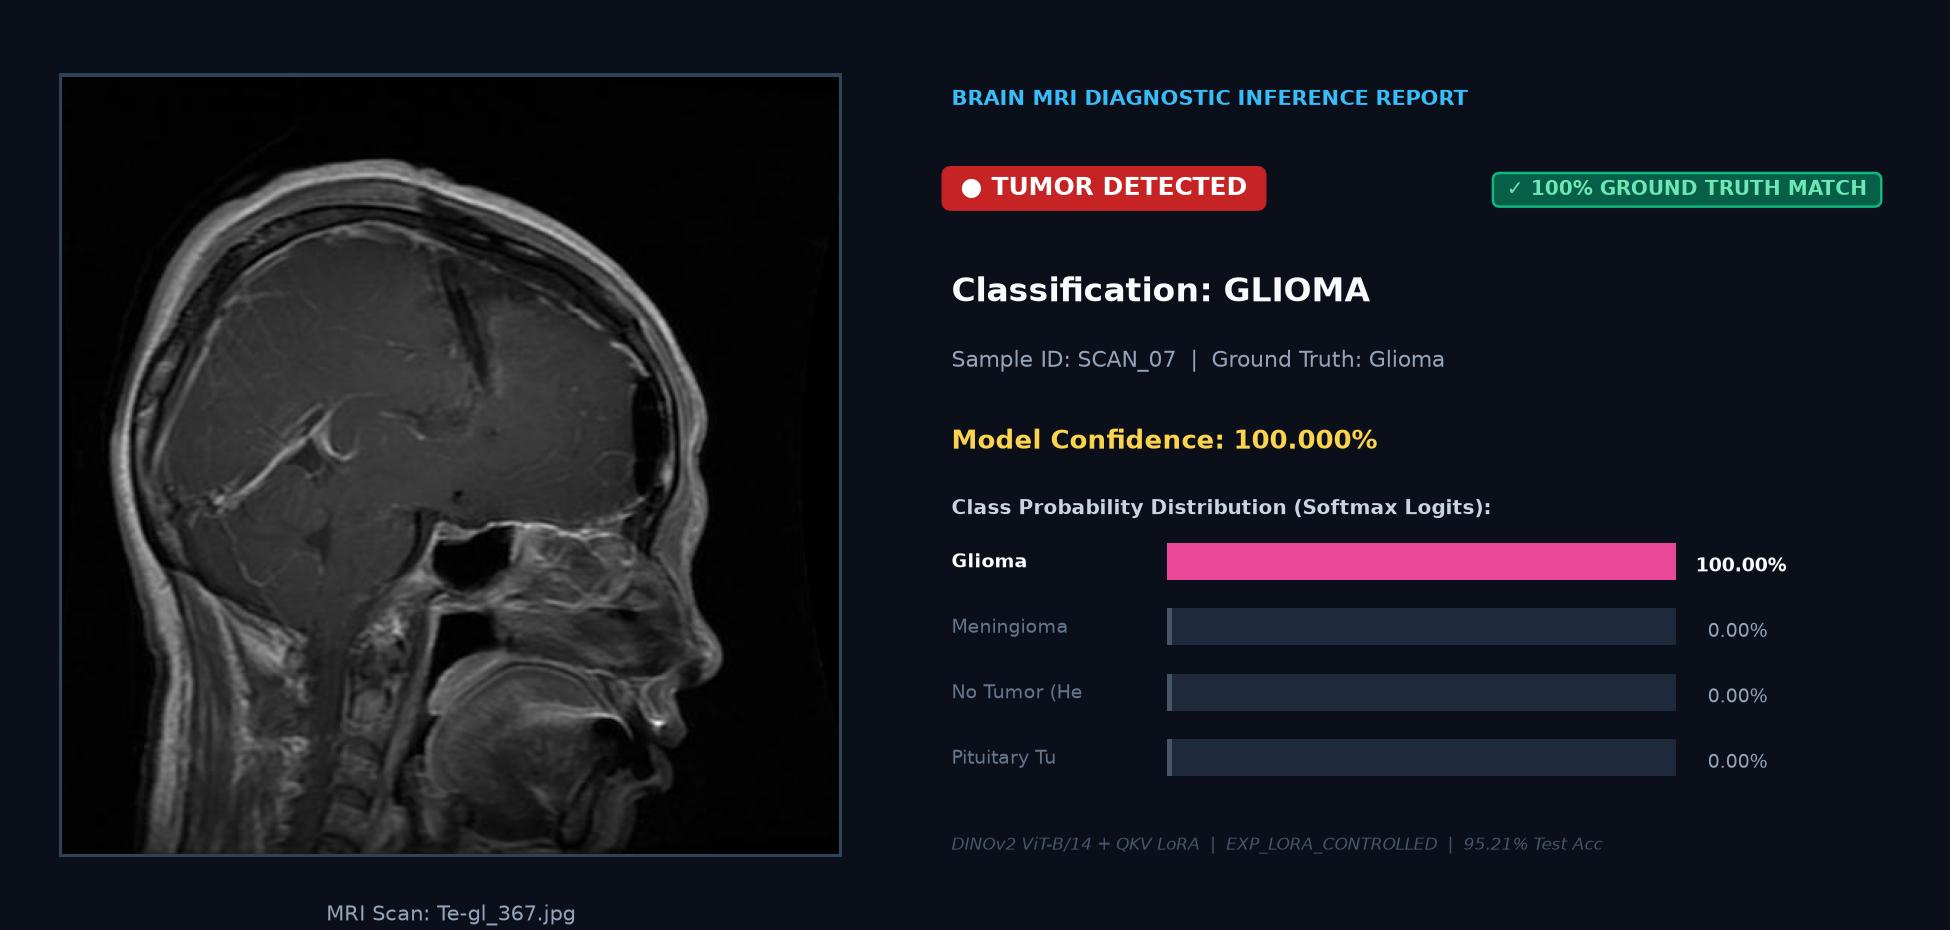 BRAIN MRI DIAGNOSTIC INFERENCE REPORT
● TUMOR DETECTED
✓ 100% GROUND TRUTH MATCH
Classification: GLIOMA
Sample ID: SCAN_07 | Ground Truth: Glioma
Model Confidence: 100.000%
Class Probability Distribution (Softmax Logits):
Glioma 100.00%
Meningioma 0.00%
No Tumor (He 0.00%
Pituitary Tu 0.00%
DINOv2 ViT-B/14 + QKV LoRA | EXP_LORA_CONTROLLED | 95.21% Test Acc
MRI Scan: Te-gl_367.jpg